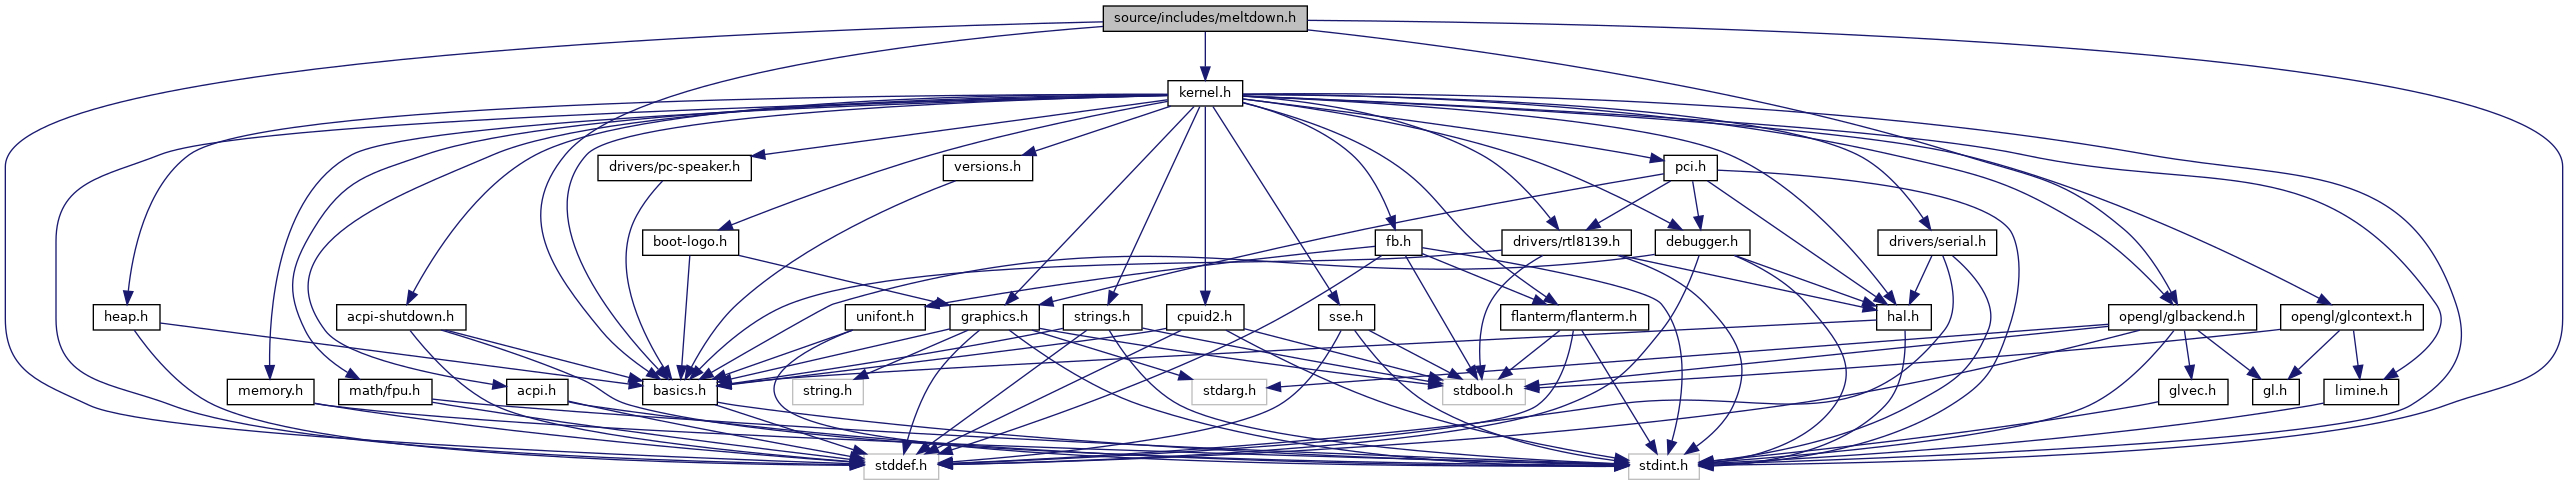 source/includes/meltdown.h
kernel.h
drivers/pc-speaker.h
versions.h
pci.h
boot-logo.h
fb.h
drivers/rtl8139.h
debugger.h
drivers/serial.h
heap.h
acpi-shutdown.h
unifont.h
graphics.h
strings.h
cpuid2.h
sse.h
flanterm/flanterm.h
hal.h
opengl/glbackend.h
opengl/glcontext.h
memory.h
math/fpu.h
acpi.h
basics.h
string.h
stdarg.h
stdbool.h
glvec.h
gl.h
limine.h
stddef.h
stdint.h